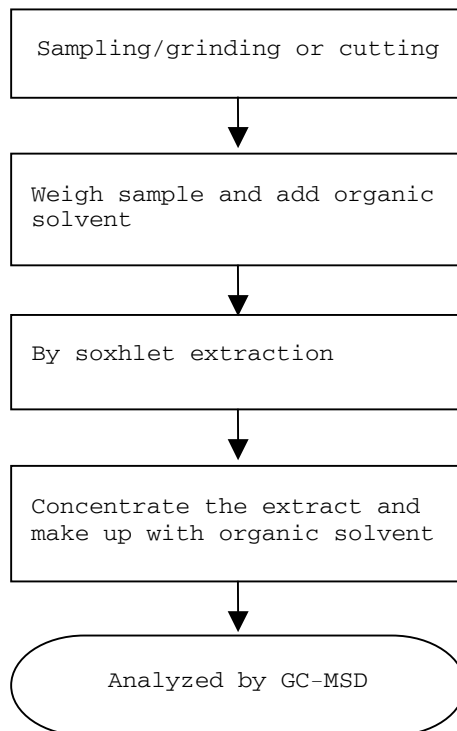 Sampling/grinding or cutting
Weigh sample and add organic
solvent
By soxhlet extraction
Concentrate the extract and
make up with organic solvent
Analyzed by GC-MSD